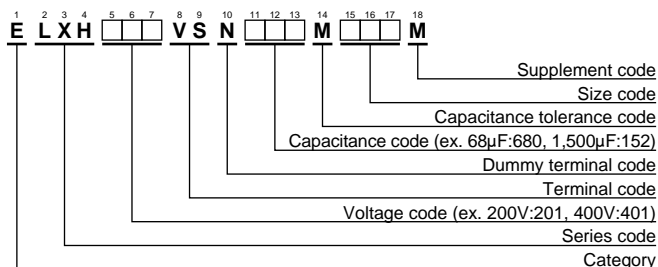 1 2 3 4 5 6 7 8 9 10 11 12 13 14 15 16 17 18
E L X H □□□ V S N □□□ M □□□ M
Supplement code
Size code
Capacitance tolerance code
Capacitance code (ex. 68μF:680, 1,500μF:152)
Dummy terminal code
Terminal code
Voltage code (ex. 200V:201, 400V:401)
Series code
Category